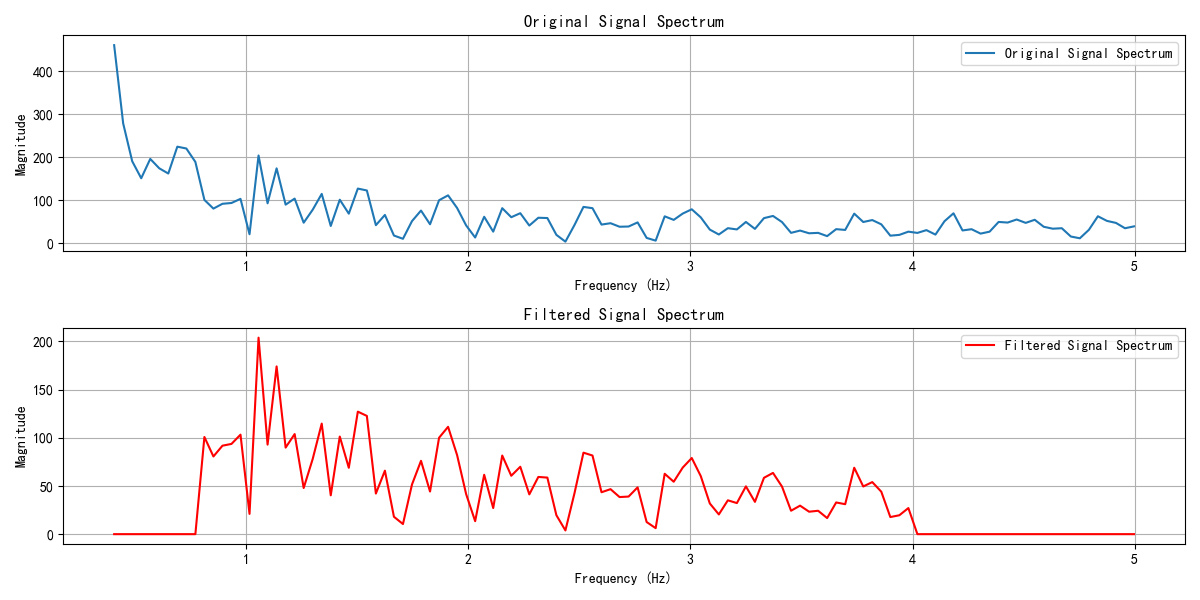 Original Signal Spectrum
Original Signal Spectrum
400
300
200
100
0
Magnitude
1 2 3 4 5
Frequency (Hz)
Filtered Signal Spectrum
Filtered Signal Spectrum
200
150
100
50
0
Magnitude
1 2 3 4 5
Frequency (Hz)